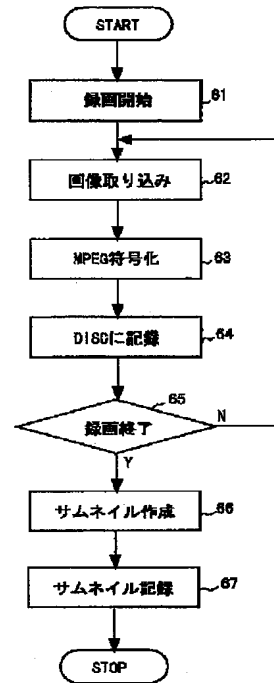 START
録画開始
61
画像取り込み
62
MPEG符号化
63
DISCに記録
64
65
録画終了
N
Y
サムネイル作成
66
サムネイル記録
67
STOP